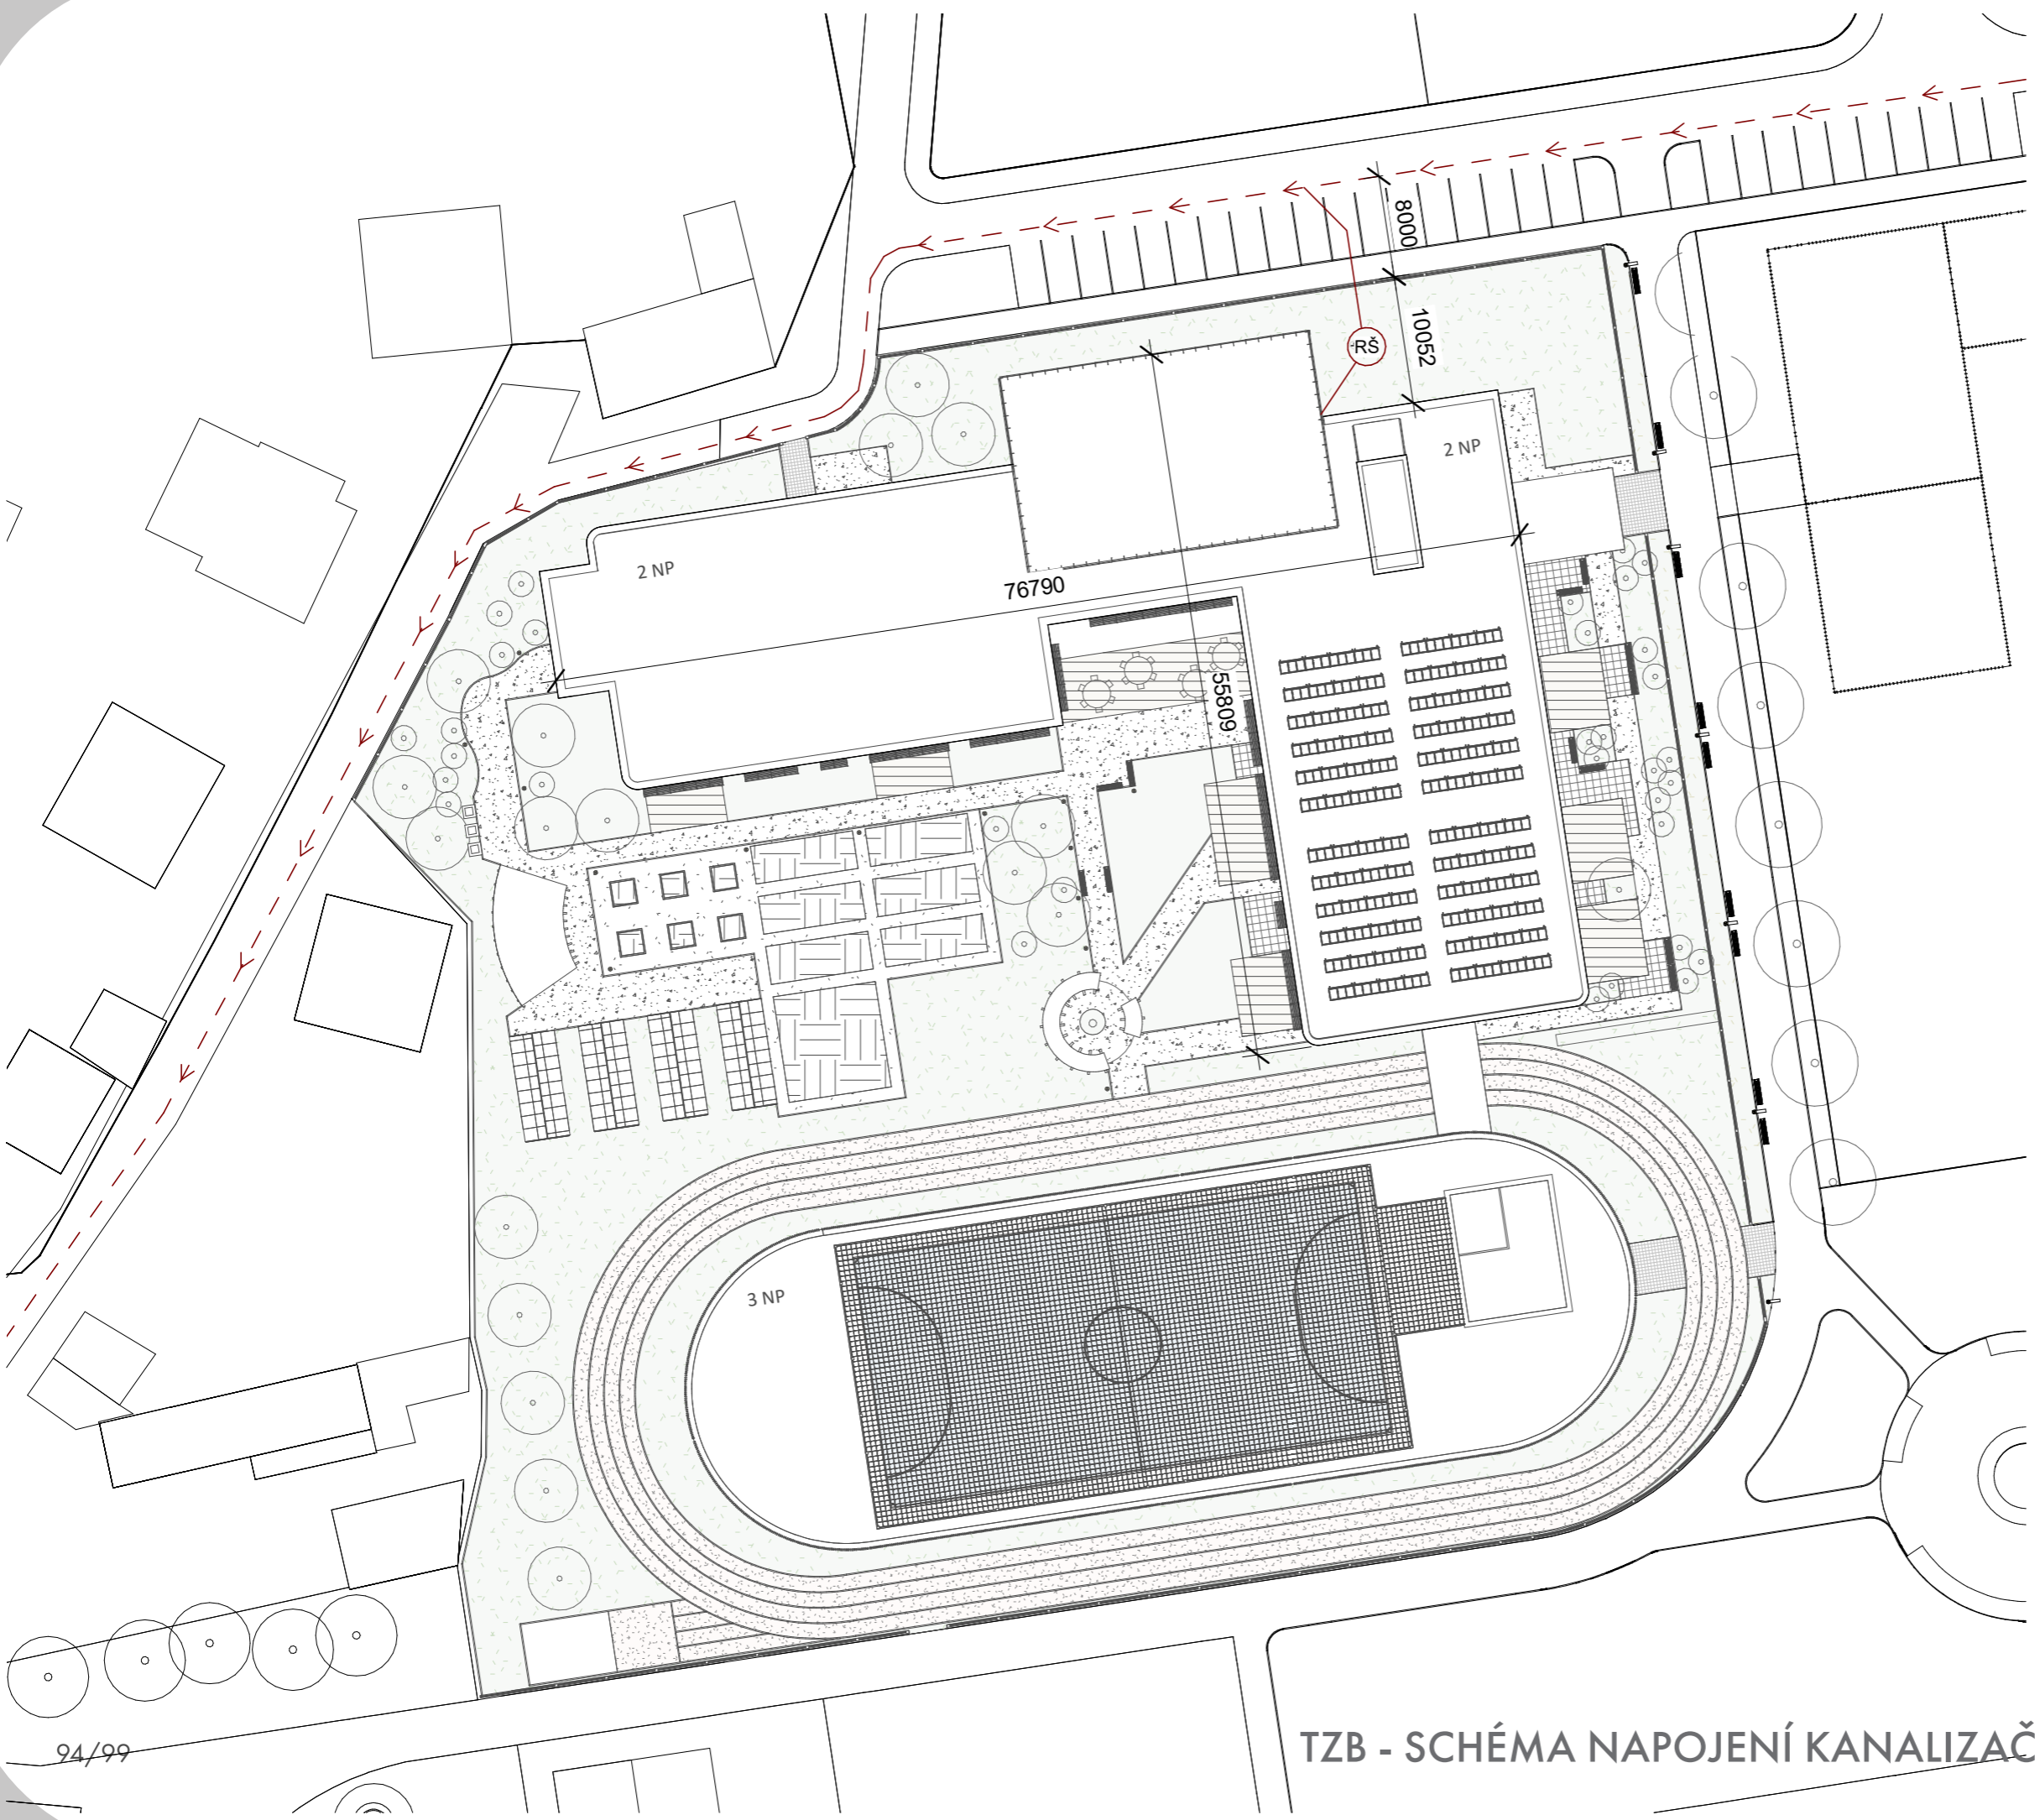 8000
10052
RŠ
2 NP
2 NP
76790
55809
3 NP
94/99
TZB - SCHÉMA NAPOJENÍ KANALIZAČ